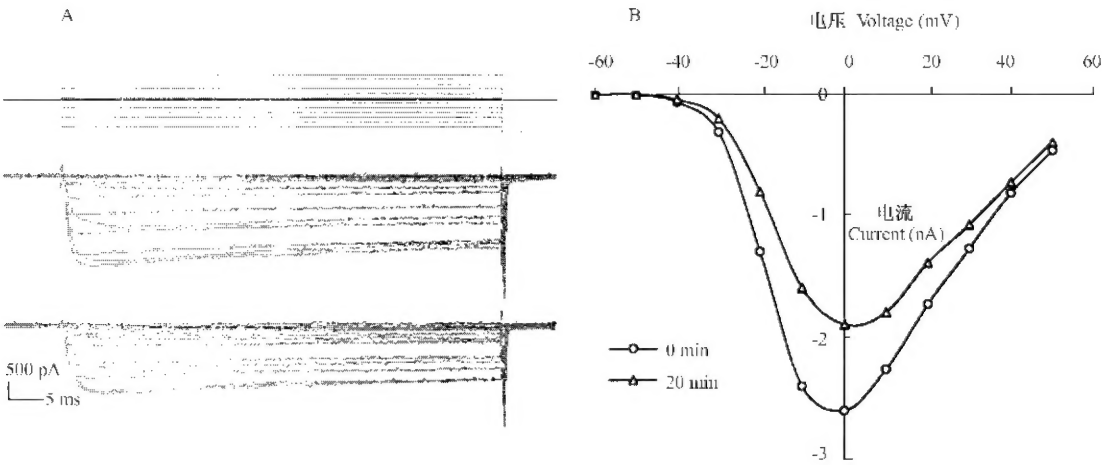 A
500 pA
5 ms
B
电压 Voltage (mV)
-60 -40 -20 0 20 40 60
0
-1
-2
-3
电流
Current (nA)
0 min
20 min